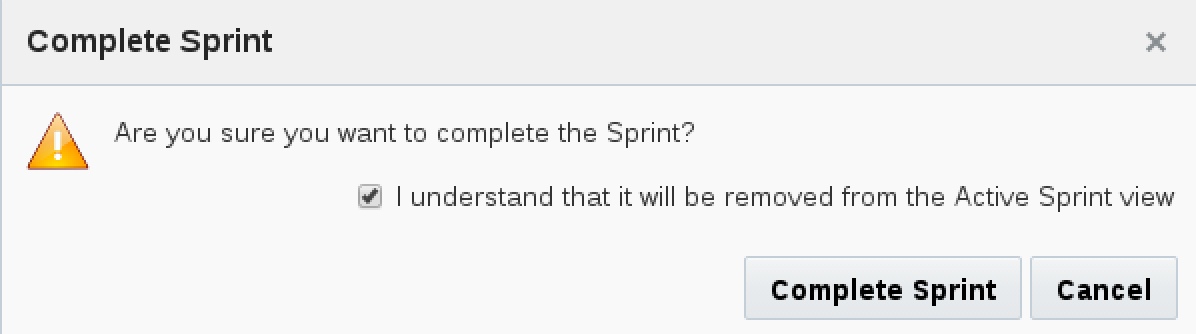 Complete Sprint
Are you sure you want to complete the Sprint?
I understand that it will be removed from the Active Sprint view
Complete Sprint Cancel